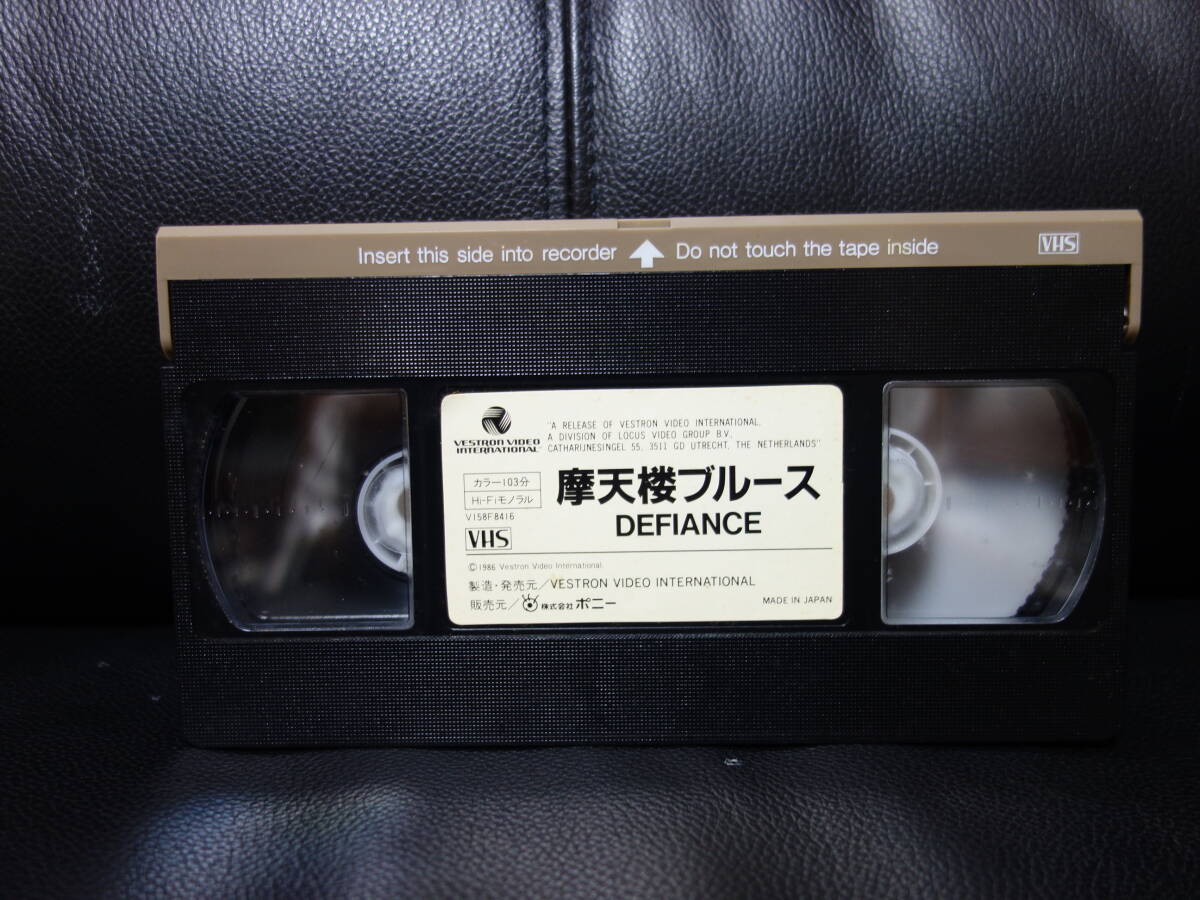 Insert this side into recorder Do not touch the tape inside VHS
VESTRON VIDEO
INTERNATIONAL
"A RELEASE OF VESTRON VIDEO INTERNATIONAL,
A DIVISION OF LOCUS VIDEO GROUP B.V.,
CATHARIJNESINGEL 55, 3511 GD UTRECHT, THE NETHERLANDS"
カラー103分
Hi-Fiモノラル
V158F8416
VHS
摩天楼ブルース
DEFIANCE
©1986 Vestron Video International.
製造・発売元/VESTRON VIDEO INTERNATIONAL
販売元/株式会社ポニー
MADE IN JAPAN